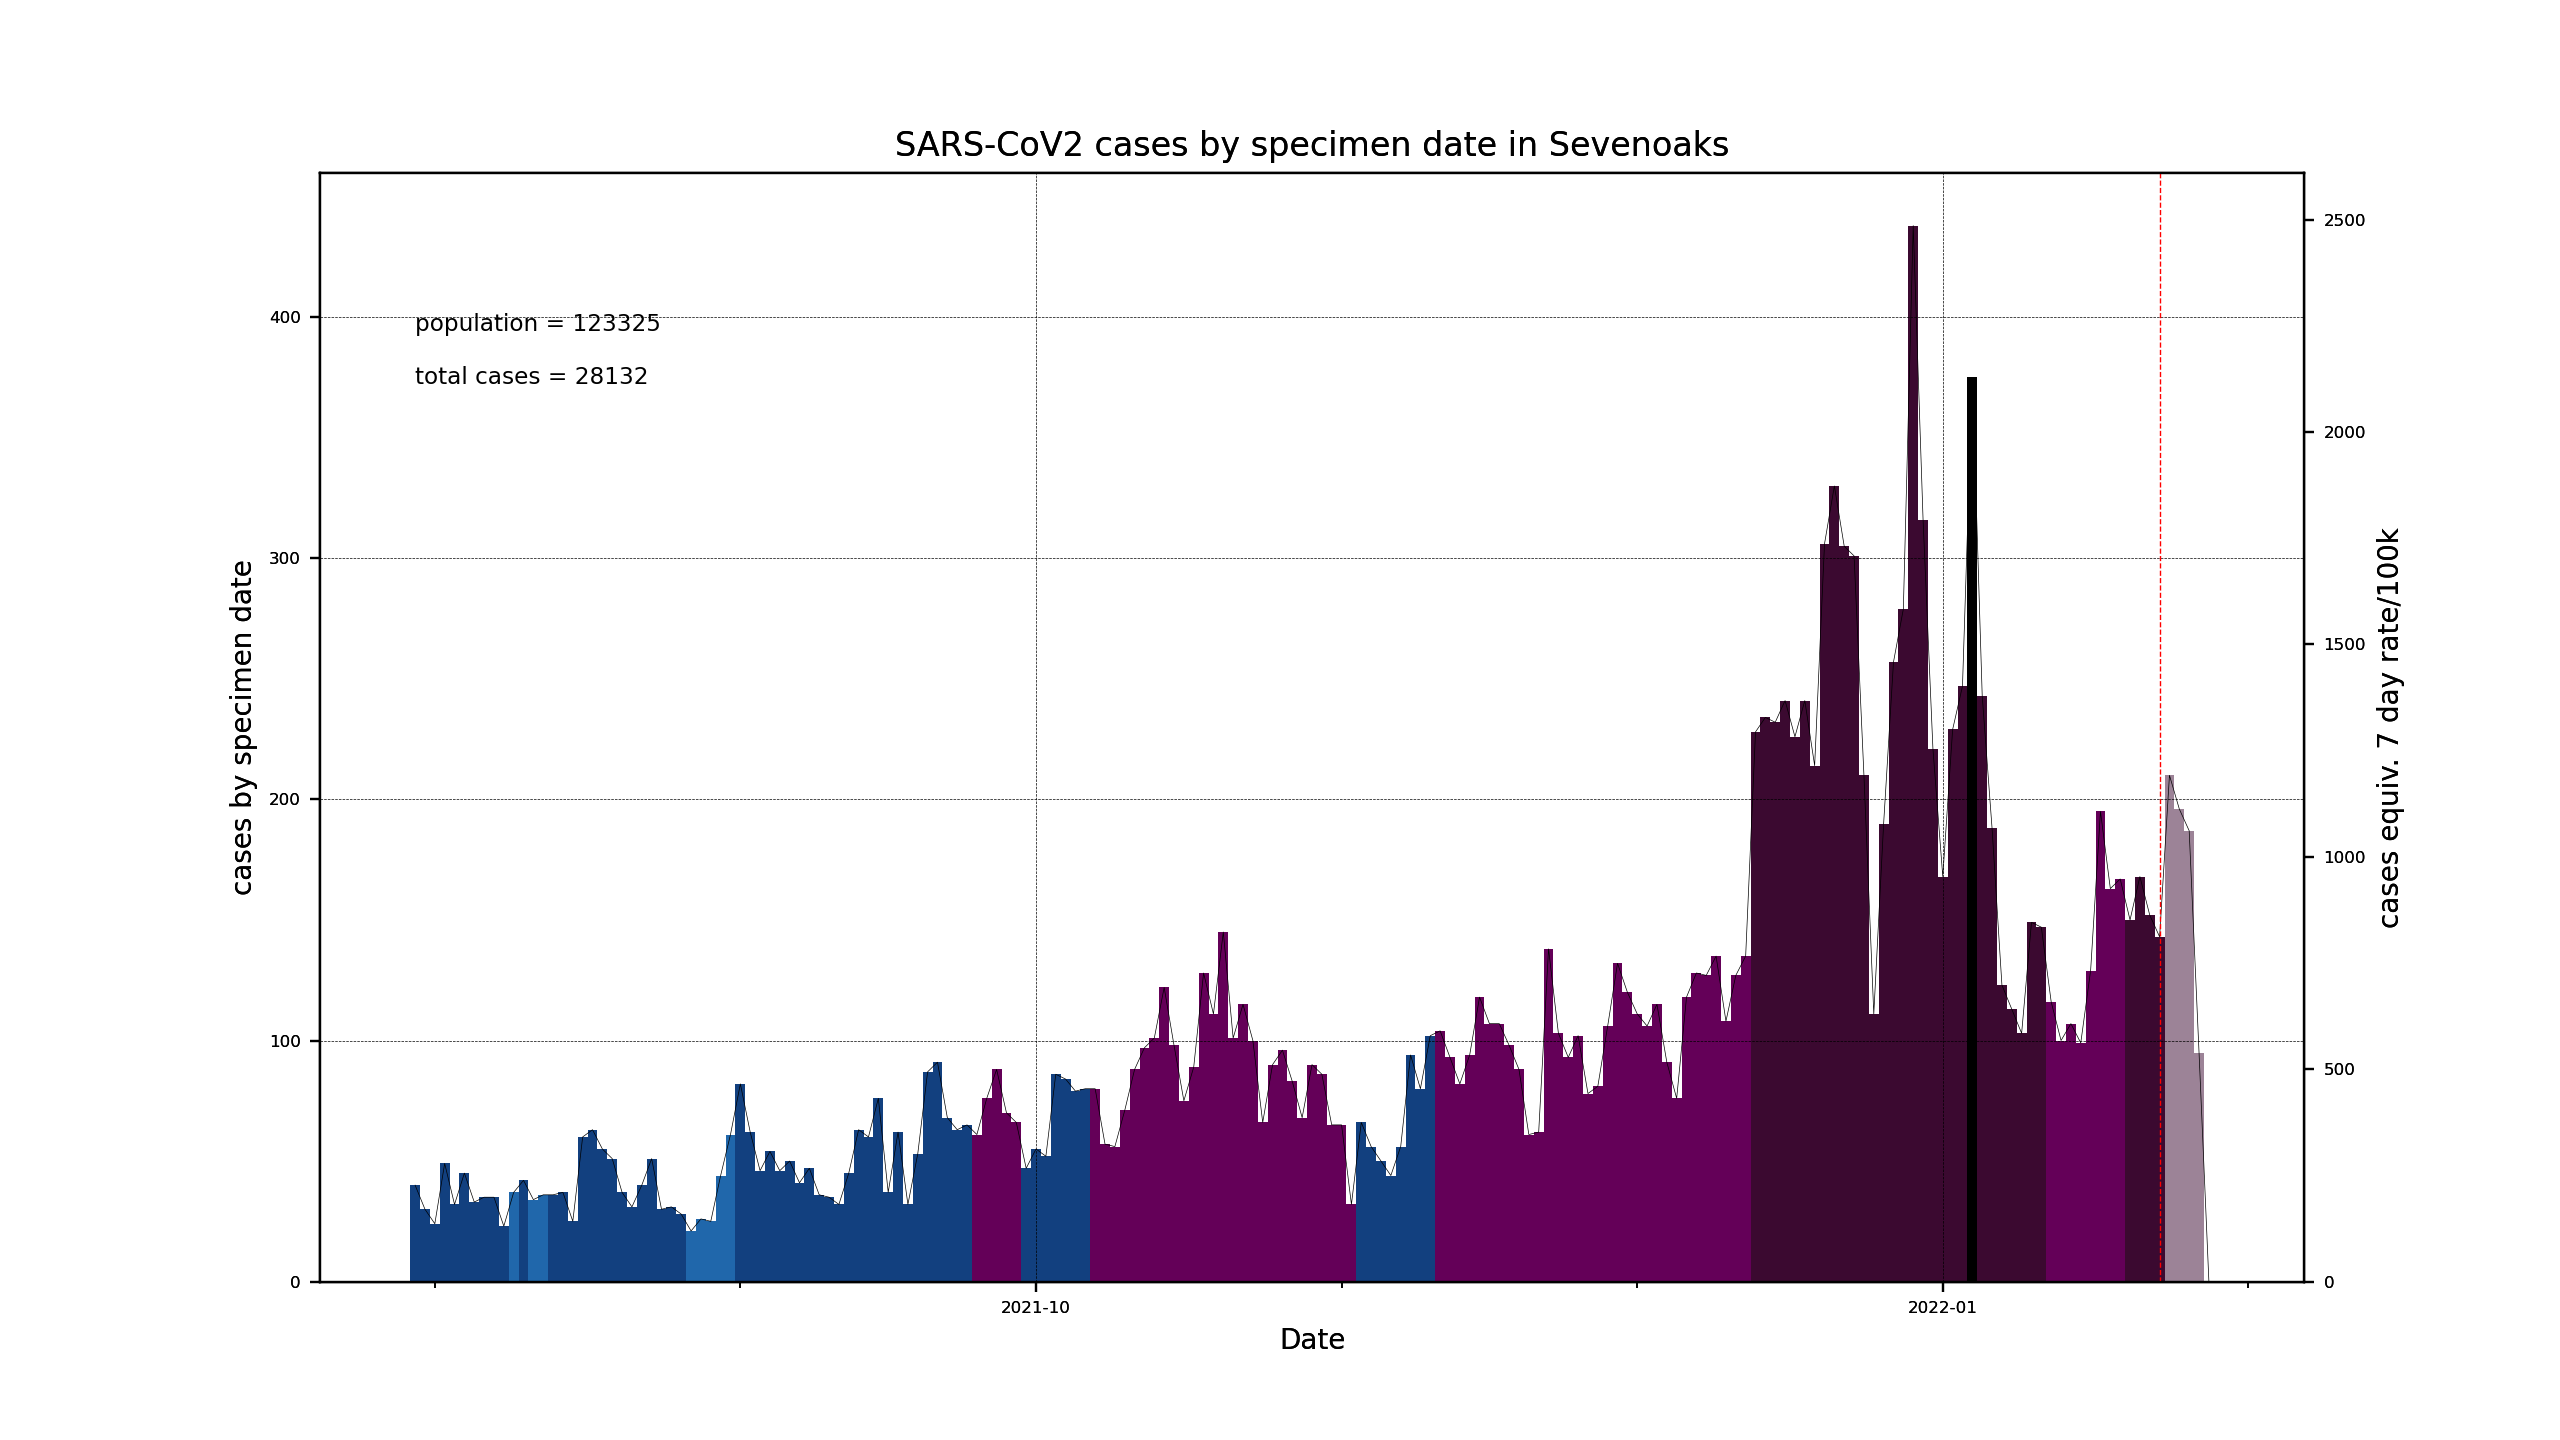 SARS-CoV2 cases by specimen date in Sevenoaks
population = 123325
total cases = 28132
cases by specimen date
0
100
200
300
400
cases equiv. 7 day rate/100k
0
500
1000
1500
2000
2500
2021-10
2022-01
Date